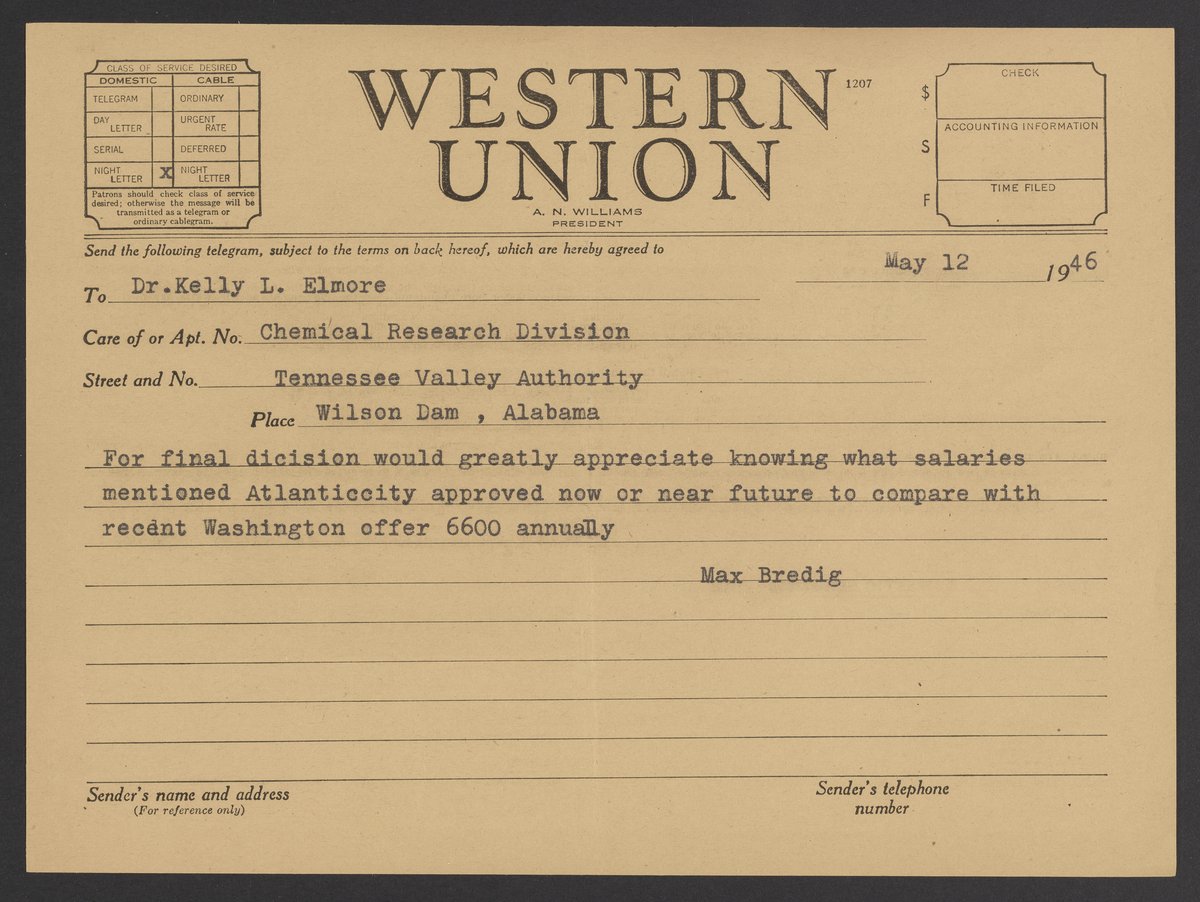 CLASS OF SERVICE DESIRED
DOMESTIC CABLE
TELEGRAM ORDINARY
DAY LETTER URGENT RATE
SERIAL DEFERRED
NIGHT LETTER X NIGHT LETTER
Patrons should check class of service
desired; otherwise the message will be
transmitted as a telegram or
ordinary cablegram.
WESTERN
UNION
1207
A. N. WILLIAMS
PRESIDENT
$ CHECK
S ACCOUNTING INFORMATION
F TIME FILED
Send the following telegram, subject to the terms on back hereof, which are hereby agreed to
May 12 1946
To Dr.Kelly L. Elmore
Care of or Apt. No. Chemical Research Division
Street and No. Tennessee Valley Authority
Place Wilson Dam , Alabama
For final dicision would greatly appreciate knowing what salaries
mentioned Atlanticcity approved now or near future to compare with
recent Washington offer 6600 annually
Max Bredig
Sender's name and address
(For reference only)
Sender's telephone
number